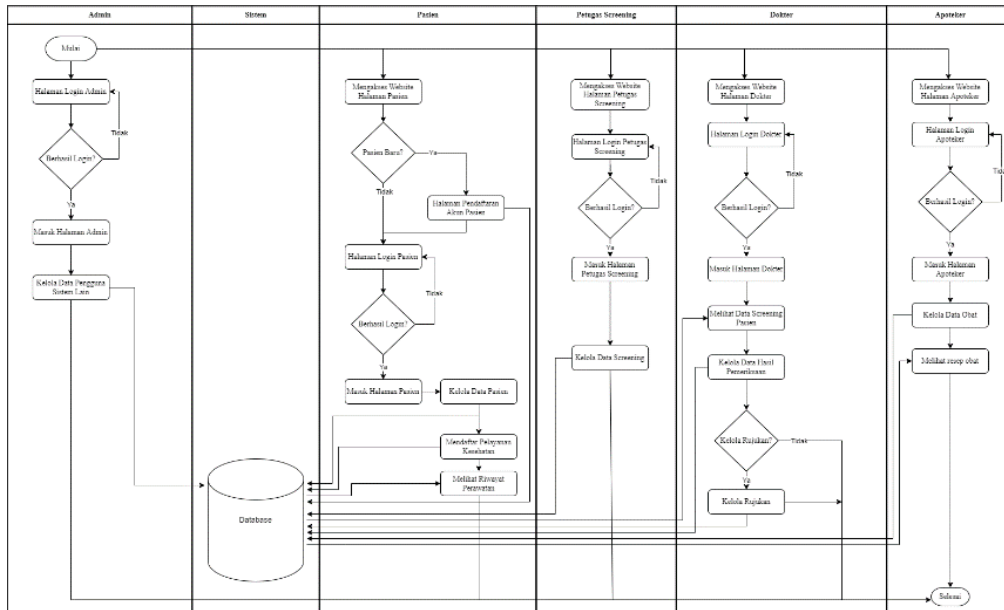 Admin
Sistem
Pasien
Petugas Screening
Dokter
Apoteker
Mulai
Halaman Login Admin
Tidak
Berhasil Login?
Ya
Masuk Halaman Admin
Kelola Data Pengguna
Sistem Lain
Database
Mengakses Website
Halaman Pasien
Pasien Baru?
Ya
Tidak
Halaman Pendaftaran
Akun Pasien
Halaman Login Pasien
Tidak
Berhasil Login?
Ya
Masuk Halaman Pasien
Kelola Data Pasien
Mendaftar Pelayanan
Kesehatan
Melihat Riwayat
Perawatan
Mengakses Website
Halaman Petugas
Screening
Halaman Login Petugas
Screening
Tidak
Berhasil Login?
Ya
Masuk Halaman
Petugas Screening
Kelola Data Screening
Mengakses Website
Halaman Dokter
Halaman Login Dokter
Tidak
Berhasil Login?
Ya
Masuk Halaman Dokter
Melihat Data Screening
Pasien
Kelola Data Hasil
Pemeriksaan
Kelola Rujukan?
Tidak
Ya
Kelola Rujukan
Mengakses Website
Halaman Apoteker
Halaman Login
Apoteker
Tidak
Berhasil Login?
Ya
Masuk Halaman
Apoteker
Kelola Data Obat
Melihat resep obat
Selesai